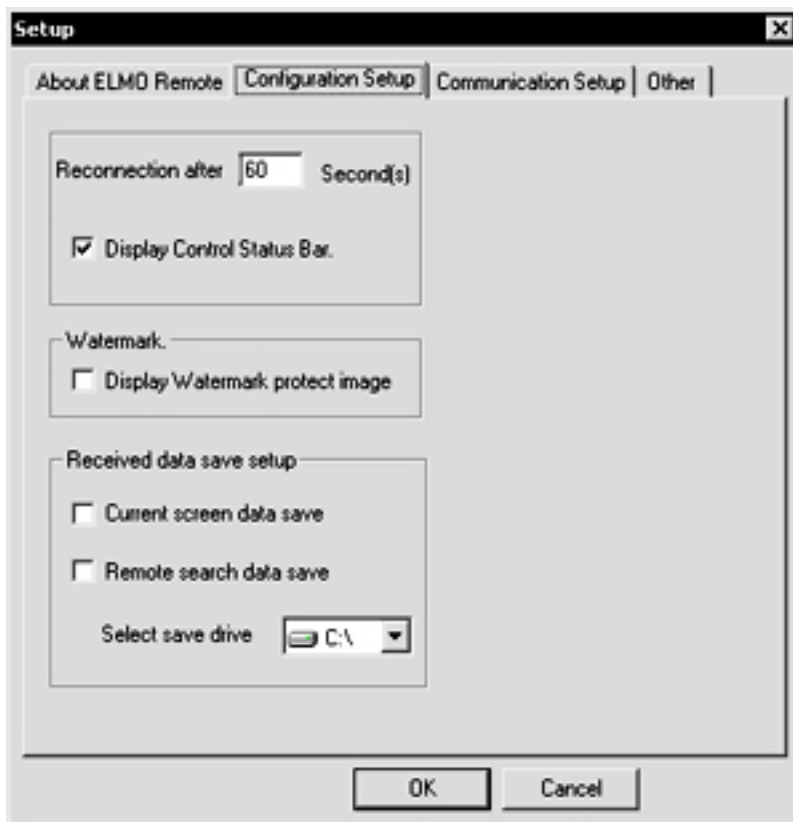 Setup
About ELMO Remote Configuration Setup Communication Setup Other
Reconnection after 60 Second(s)
Display Control Status Bar.
Watermark.
Display Watermark protect image
Received data save setup
Current screen data save
Remote search data save
Select save drive C:\
OK Cancel